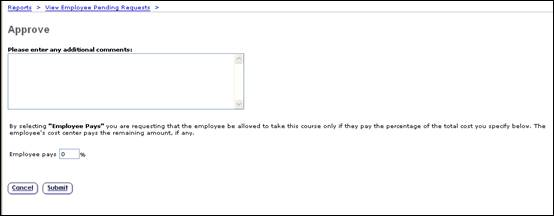 Reports > View Employee Pending Requests >
Approve
Please enter any additional comments:
By selecting "Employee Pays" you are requesting that the employee be allowed to take this course only if they pay the percentage of the total cost you specify below. The
employee's cost center pays the remaining amount, if any.
Employee pays 0 %
Cancel Submit